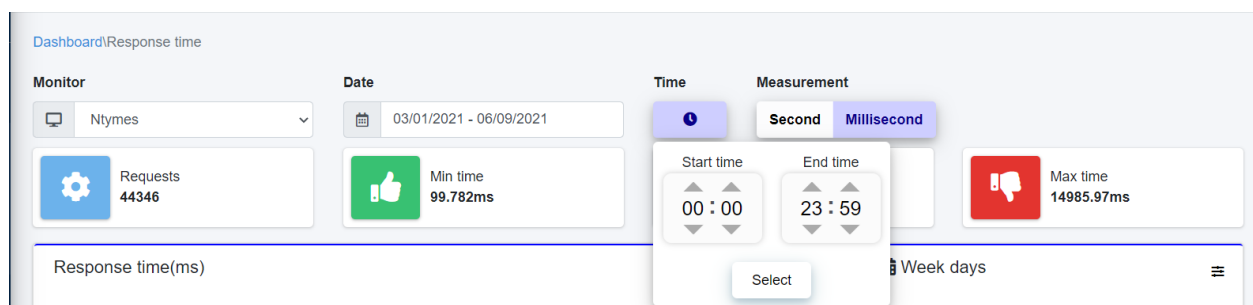 Dashboard\Response time
Monitor Date Time Measurement
Ntymes 03/01/2021 - 06/09/2021 Second Millisecond
Requests
44346
Min time
99.782ms
Start time End time
00 : 00 23 : 59
Select
Max time
14985.97ms
Response time(ms)
Week days